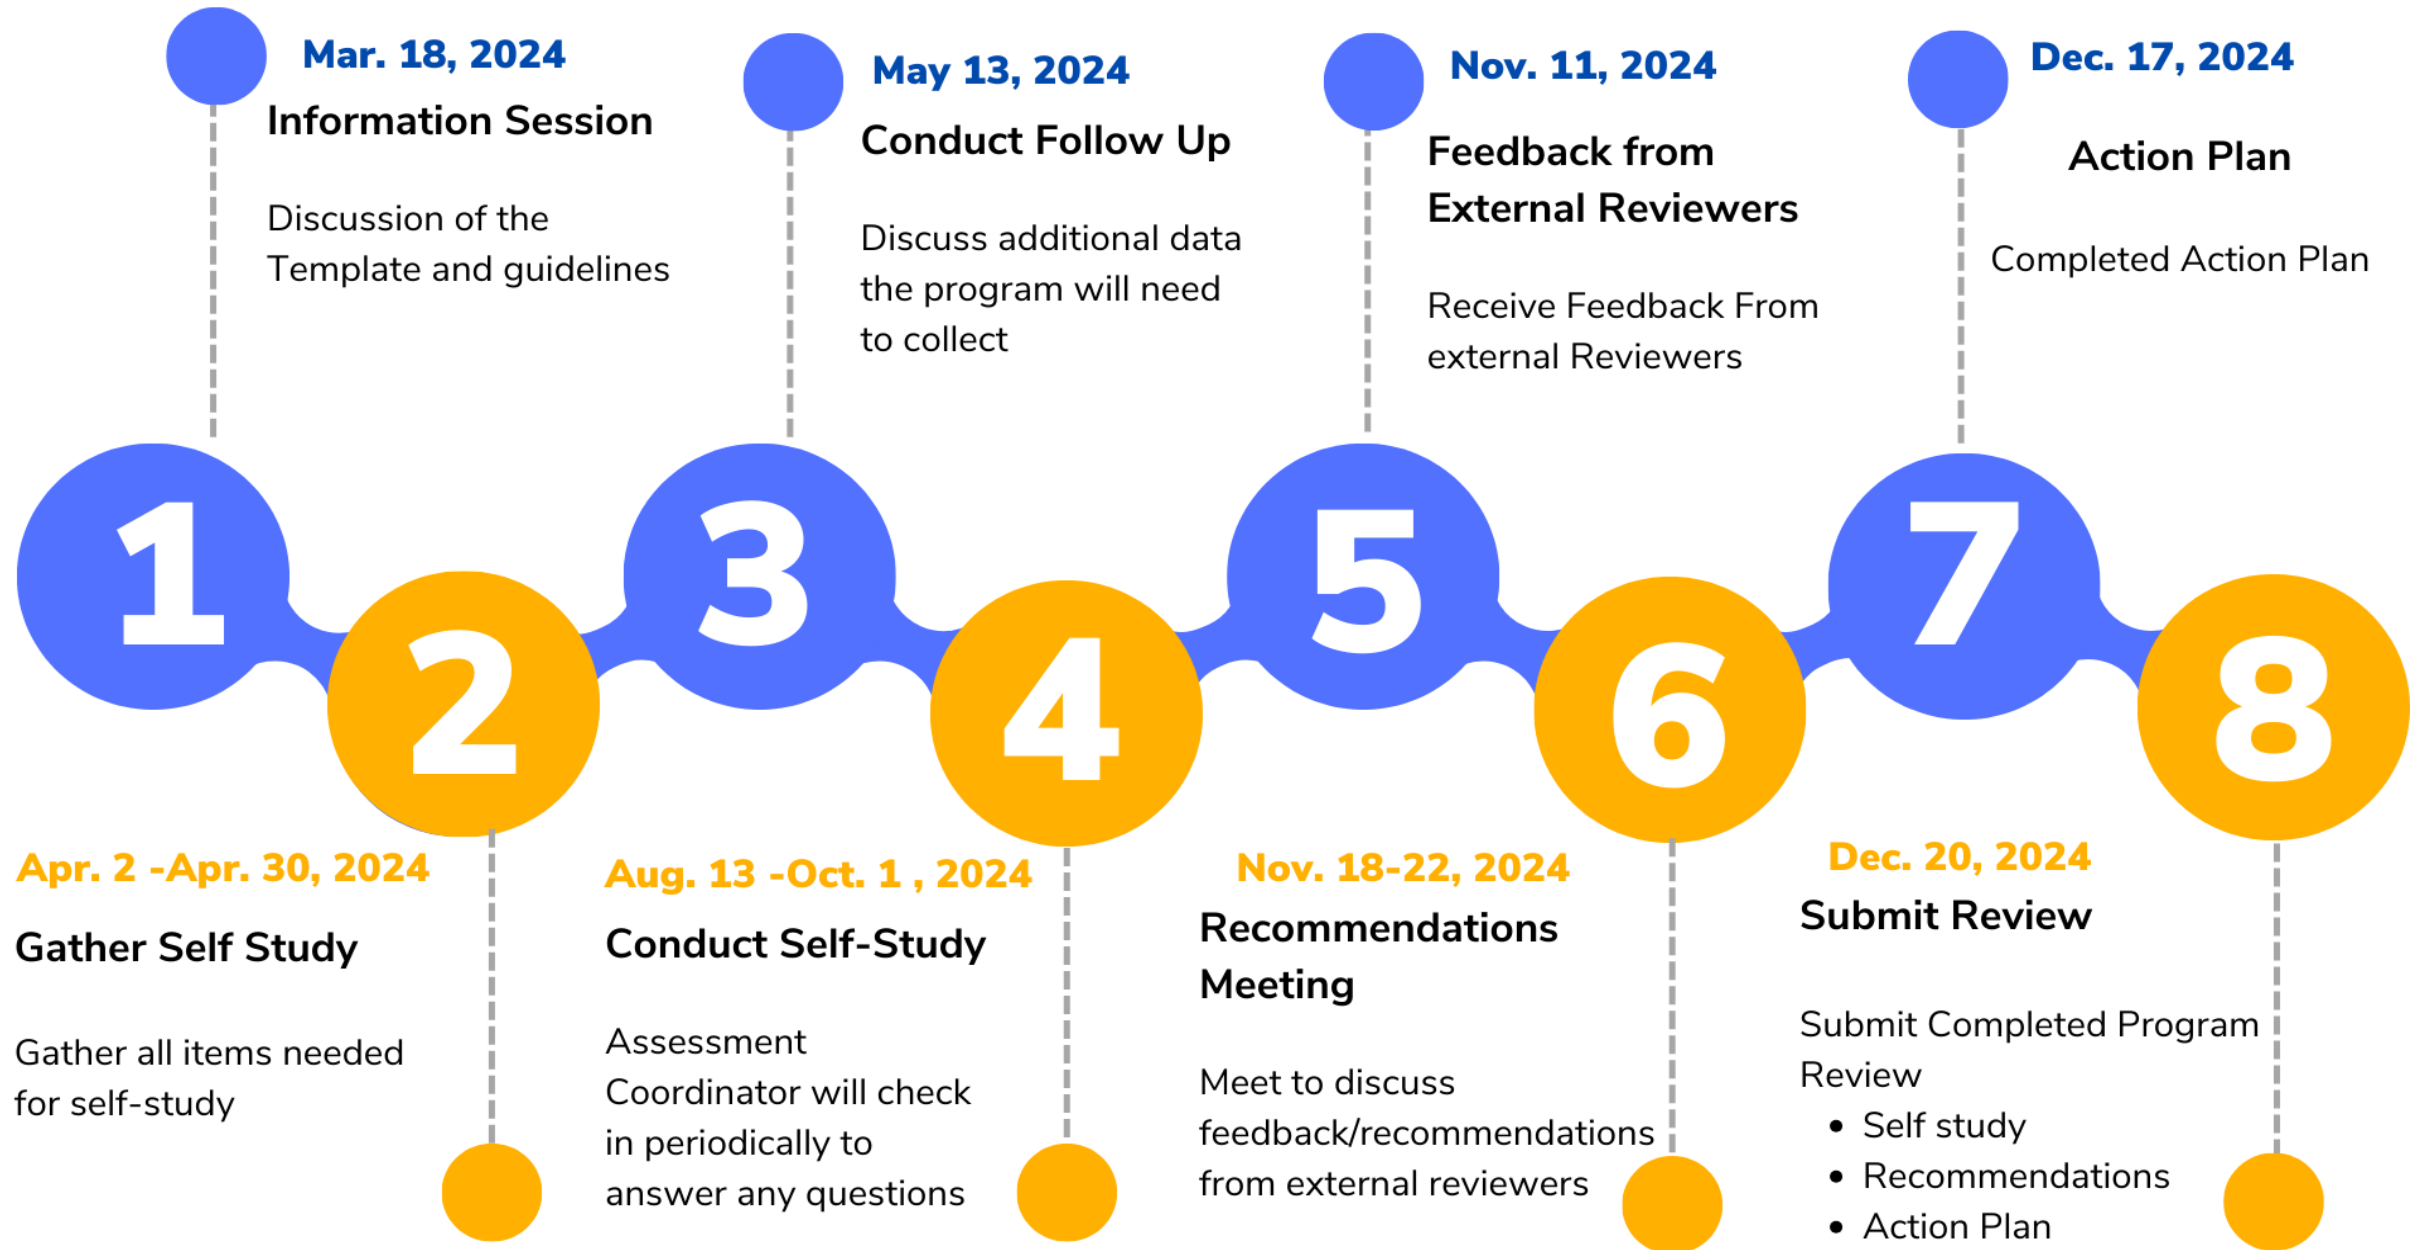 Mar. 18, 2024
Information Session
Discussion of the
Template and guidelines
May 13, 2024
Conduct Follow Up
Discuss additional data
the program will need
to collect
Nov. 11, 2024
Feedback from
External Reviewers
Receive Feedback From
external Reviewers
Dec. 17, 2024
Action Plan
Completed Action Plan
1
2
3
4
5
6
7
8
Apr. 2 -Apr. 30, 2024
Gather Self Study
Gather all items needed
for self-study
Aug. 13 -Oct. 1 , 2024
Conduct Self-Study
Assessment
Coordinator will check
in periodically to
answer any questions
Nov. 18-22, 2024
Recommendations
Meeting
Meet to discuss
feedback/recommendations
from external reviewers
Dec. 20, 2024
Submit Review
Submit Completed Program
Review
• Self study
• Recommendations
• Action Plan